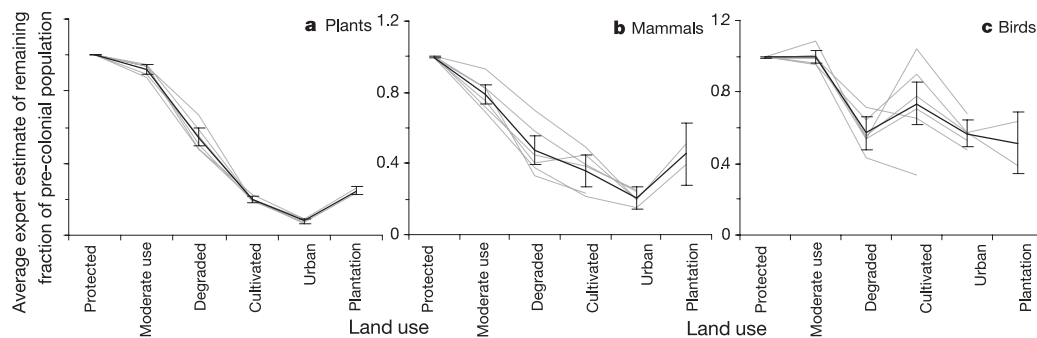 Average expert estimate of remaining
fraction of pre-colonial population
a Plants
Protected
Moderate use
Degraded
Cultivated
Urban
Plantation
1.2
0.8
0.4
0
b Mammals
Protected
Moderate use
Degraded
Cultivated
Urban
Plantation
Land use
1.2
0.8
0.4
0
c Birds
Protected
Moderate use
Degraded
Cultivated
Urban
Plantation
Land use